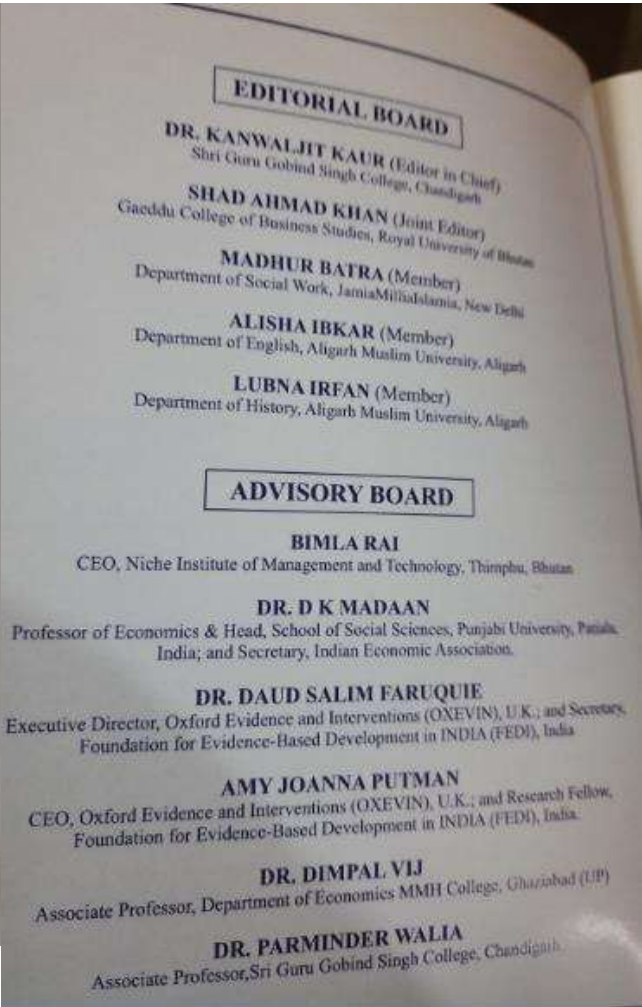 EDITORIAL BOARD
DR. KANWALJIT KAUR (Editor in Chief)
Shri Guru Gobind Singh College, Chandigarh
SHAD AHMAD KHAN (Joint Editor)
Gaeddu College of Business Studies, Royal University of Bhutan
MADHUR BATRA (Member)
Department of Social Work, JamiaMilliaIslamia, New Delhi
ALISHA IBKAR (Member)
Department of English, Aligarh Muslim University, Aligarh
LUBNA IRFAN (Member)
Department of History, Aligarh Muslim University, Aligarh
ADVISORY BOARD
BIMLA RAI
CEO, Niche Institute of Management and Technology, Thimphu, Bhutan
DR. D K MADAAN
Professor of Economics & Head, School of Social Sciences, Punjabi University, Patiala,
India; and Secretary, Indian Economic Association.
DR. DAUD SALIM FARUQUIE
Executive Director, Oxford Evidence and Interventions (OXEVIN), U.K.; and Secretary,
Foundation for Evidence-Based Development in INDIA (FEDI), India
AMY JOANNA PUTMAN
CEO, Oxford Evidence and Interventions (OXEVIN), U.K.; and Research Fellow,
Foundation for Evidence-Based Development in INDIA (FEDI), India.
DR. DIMPAL VIJ
Associate Professor, Department of Economics MMH College, Ghaziabad (UP)
DR. PARMINDER WALIA
Associate Professor,Sri Guru Gobind Singh College, Chandigarh.